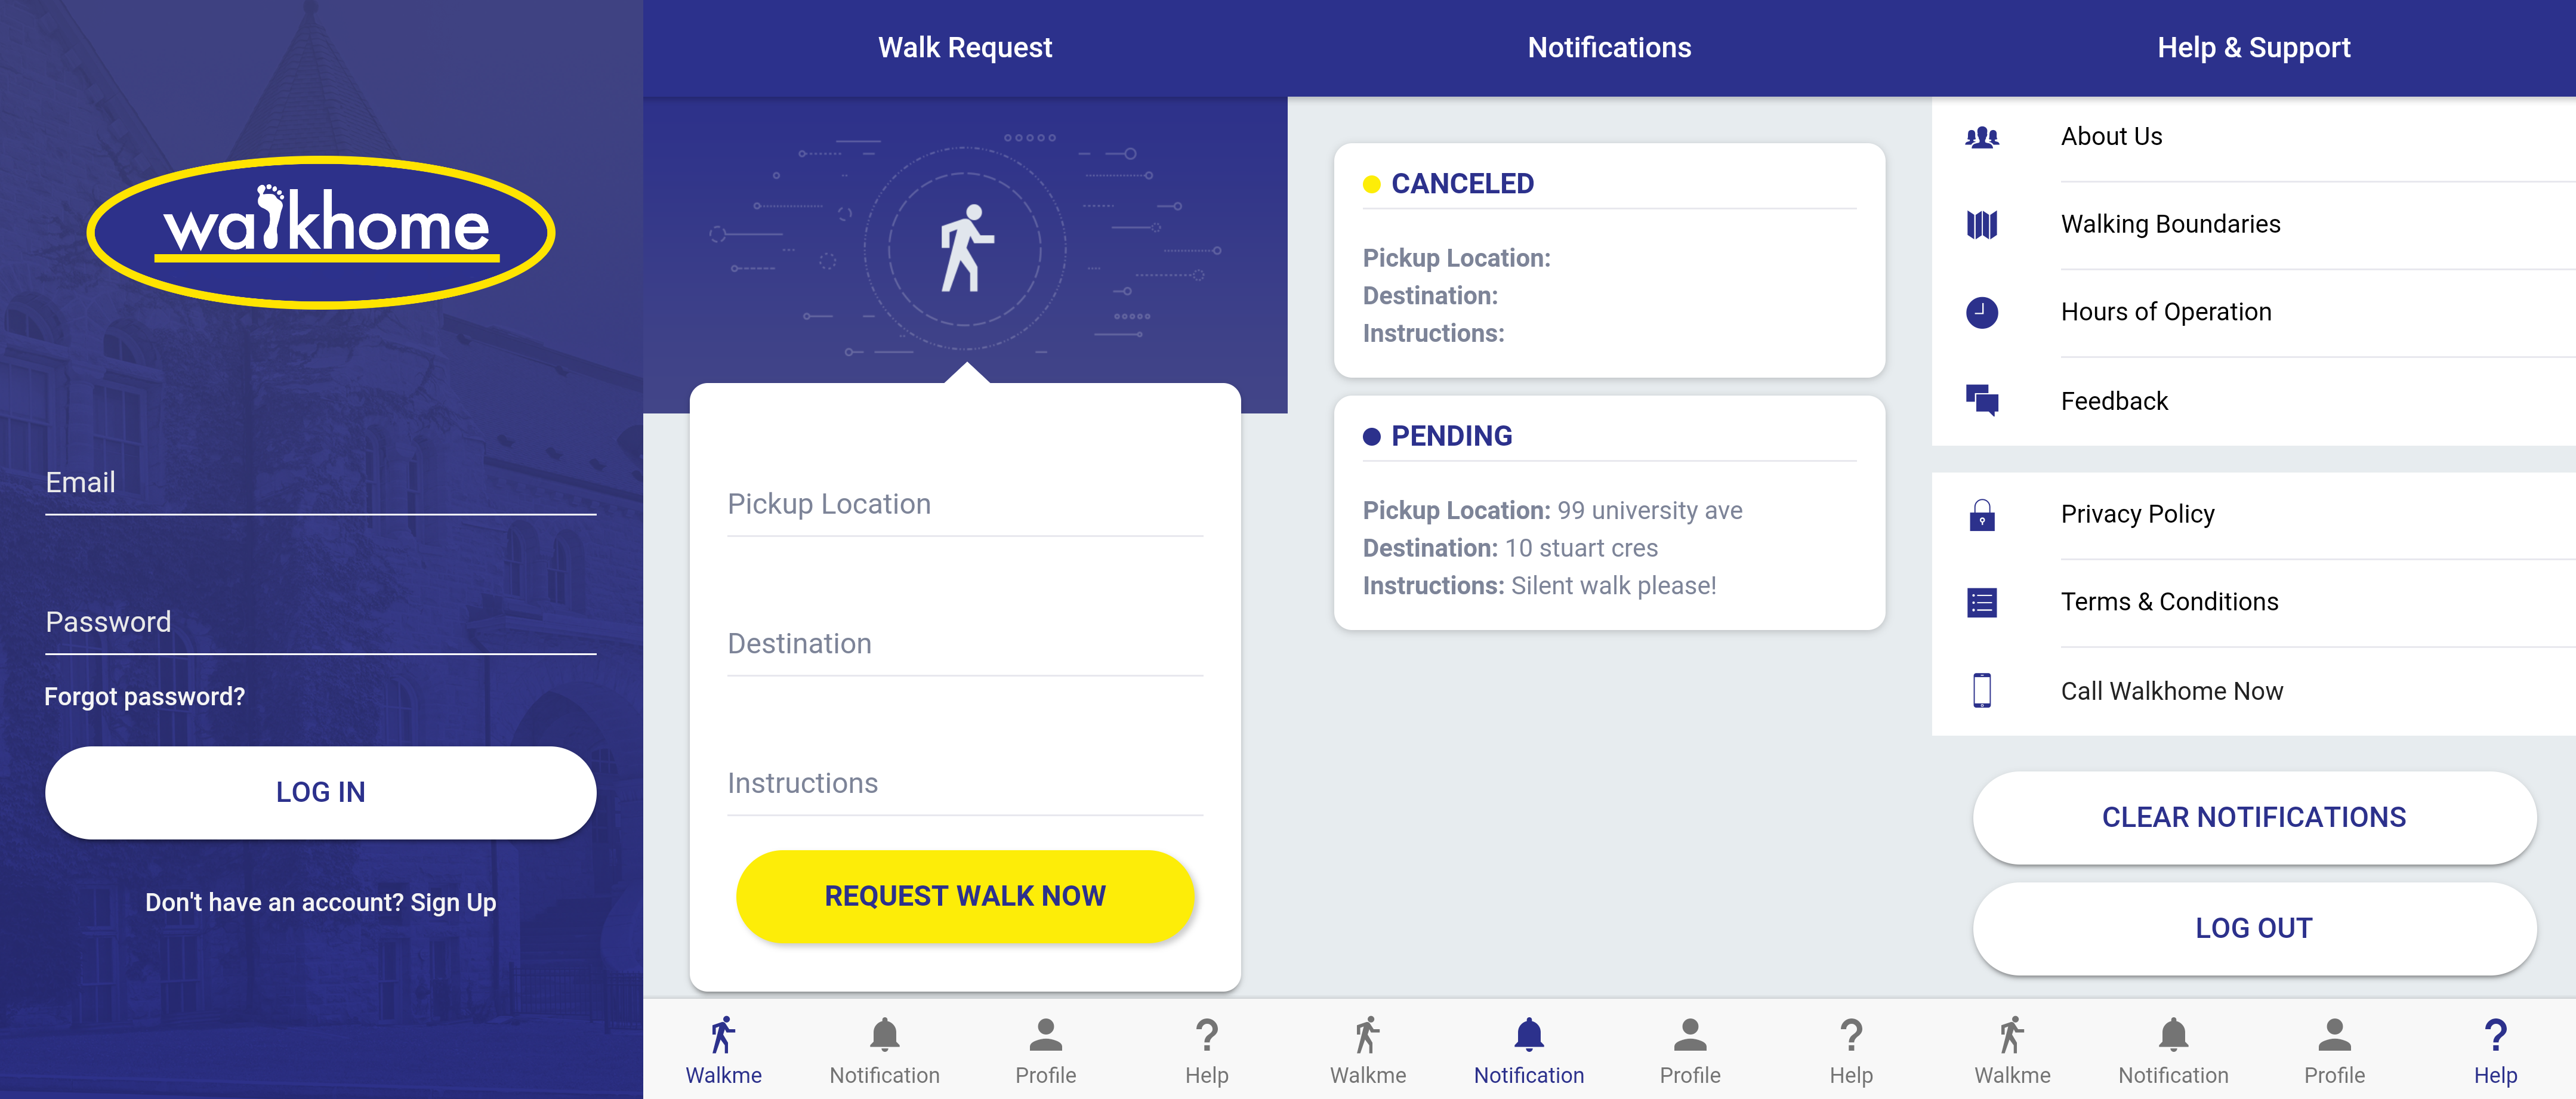 walkhome
Email
Password
Forgot password?
LOG IN
Don't have an account? Sign Up
Walk Request
Pickup Location
Destination
Instructions
REQUEST WALK NOW
Walkme
Notification
Profile
Help
Notifications
CANCELED
Pickup Location:
Destination:
Instructions:
PENDING
Pickup Location: 99 university ave
Destination: 10 stuart cres
Instructions: Silent walk please!
Walkme
Notification
Profile
Help
Help & Support
About Us
Walking Boundaries
Hours of Operation
Feedback
Privacy Policy
Terms & Conditions
Call Walkhome Now
CLEAR NOTIFICATIONS
LOG OUT
Walkme
Notification
Profile
Help